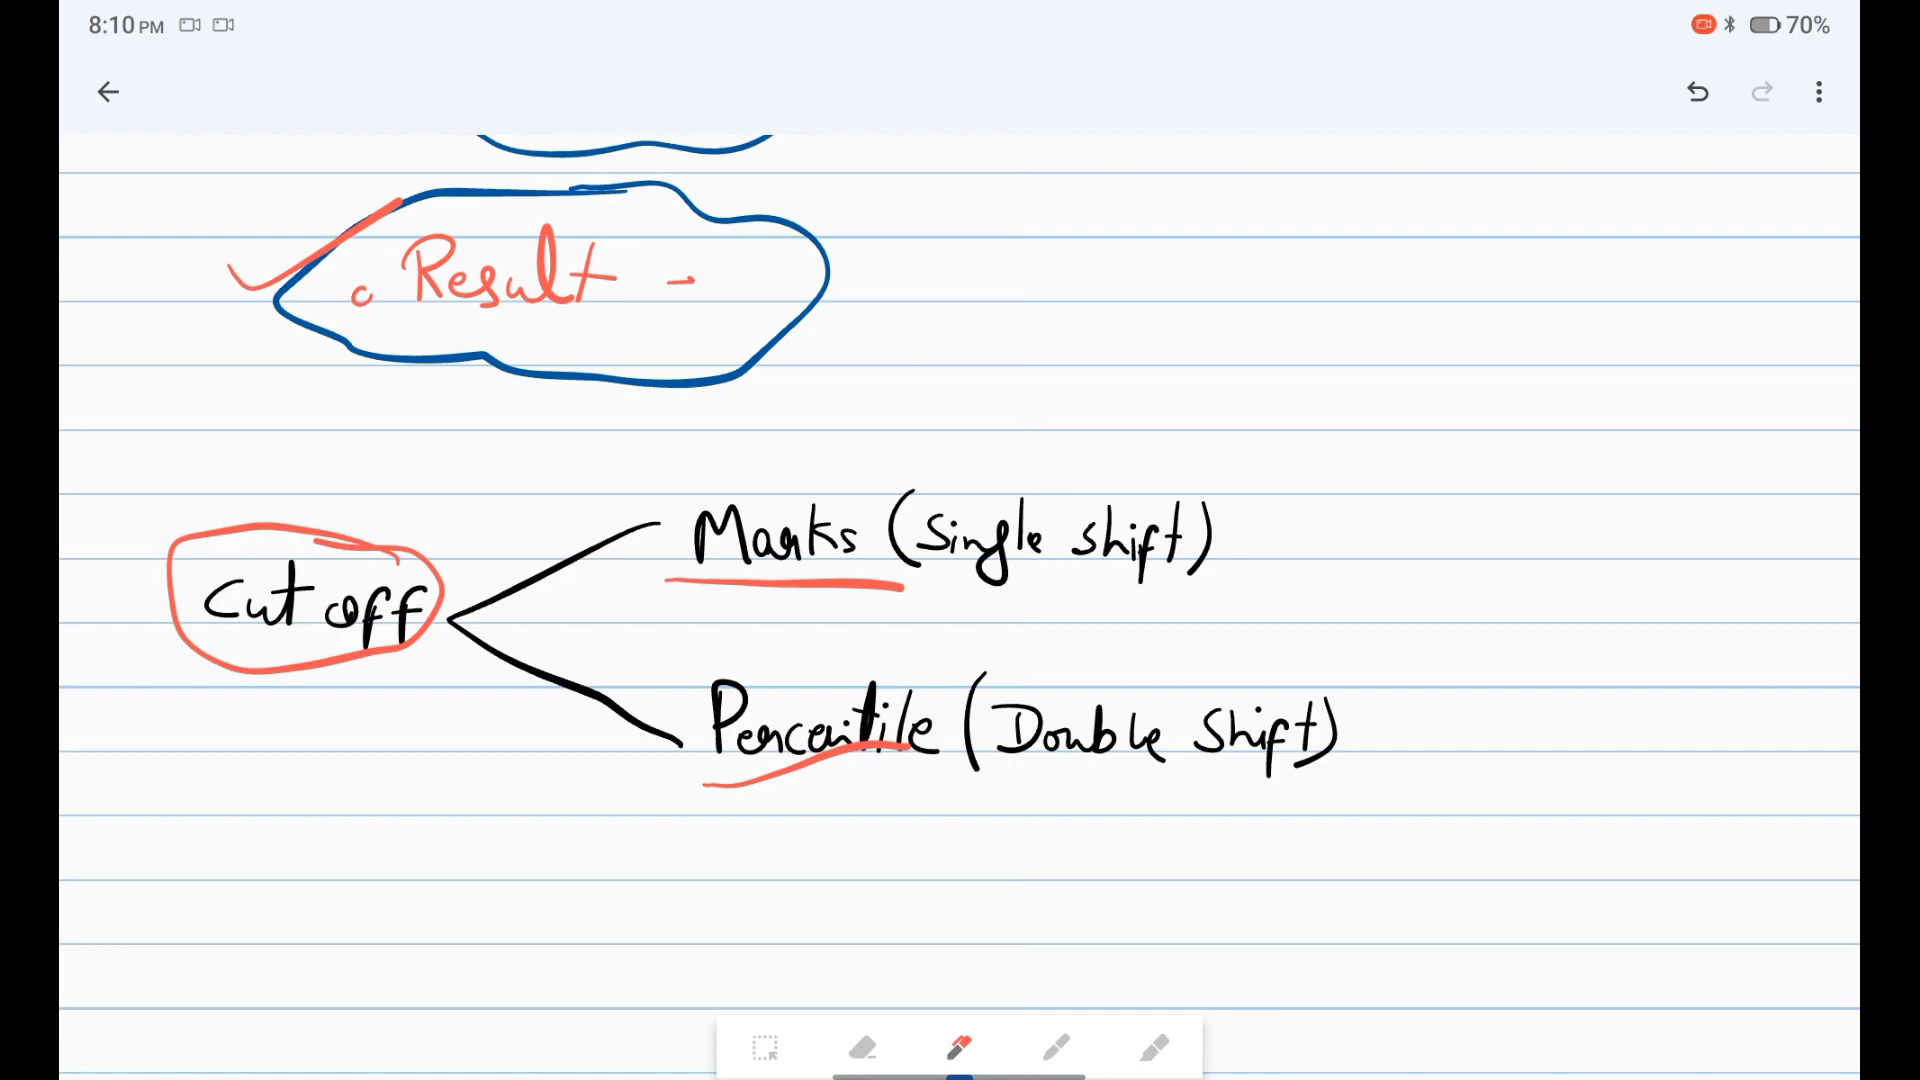 8:10 PM
70%
Result -
Cut off
Marks (Single shift)
Percentile (Double Shift)